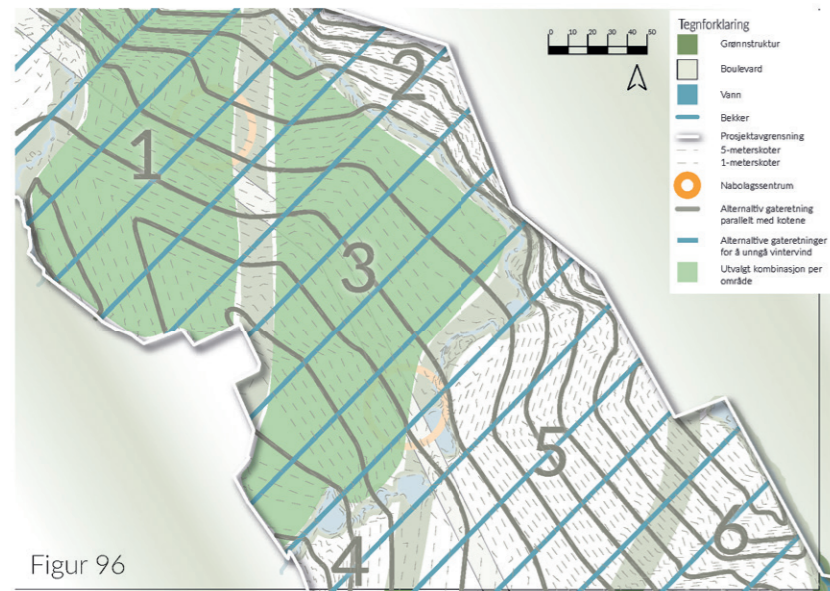 Tegnforklaring
Grønnstruktur
Boulevard
Vann
Bekker
Prosjektavgrensning
5-meterskoter
1-meterskoter
Nabolagssentrum
Alternativ gateretning
parallelt med kotene
Alternative gateretninger
for å unngå vintervind
Utvalgt kombinasjon per
område
0 10 20 30 40 50
1
2
3
4
5
6
Figur 96